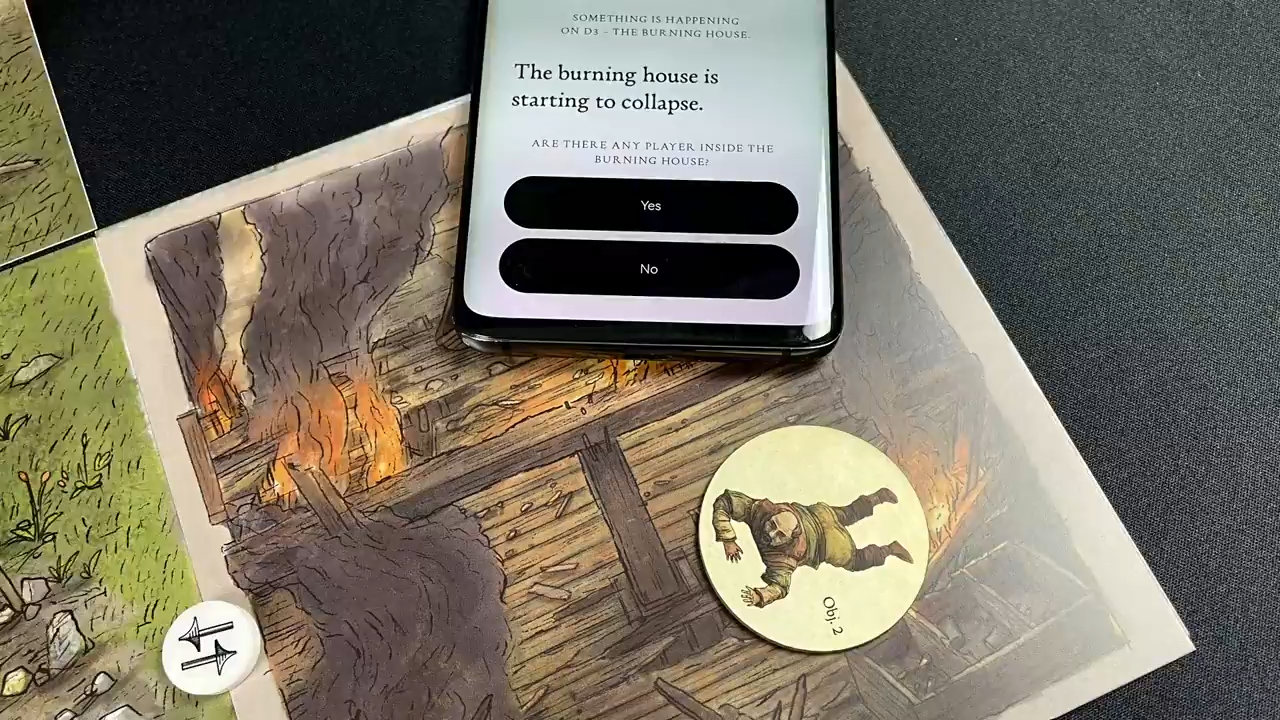 SOMETHING IS HAPPENING
ON D3 - THE BURNING HOUSE.
The burning house is
starting to collapse.
ARE THERE ANY PLAYER INSIDE THE
BURNING HOUSE?
Yes
No
Obj. 2